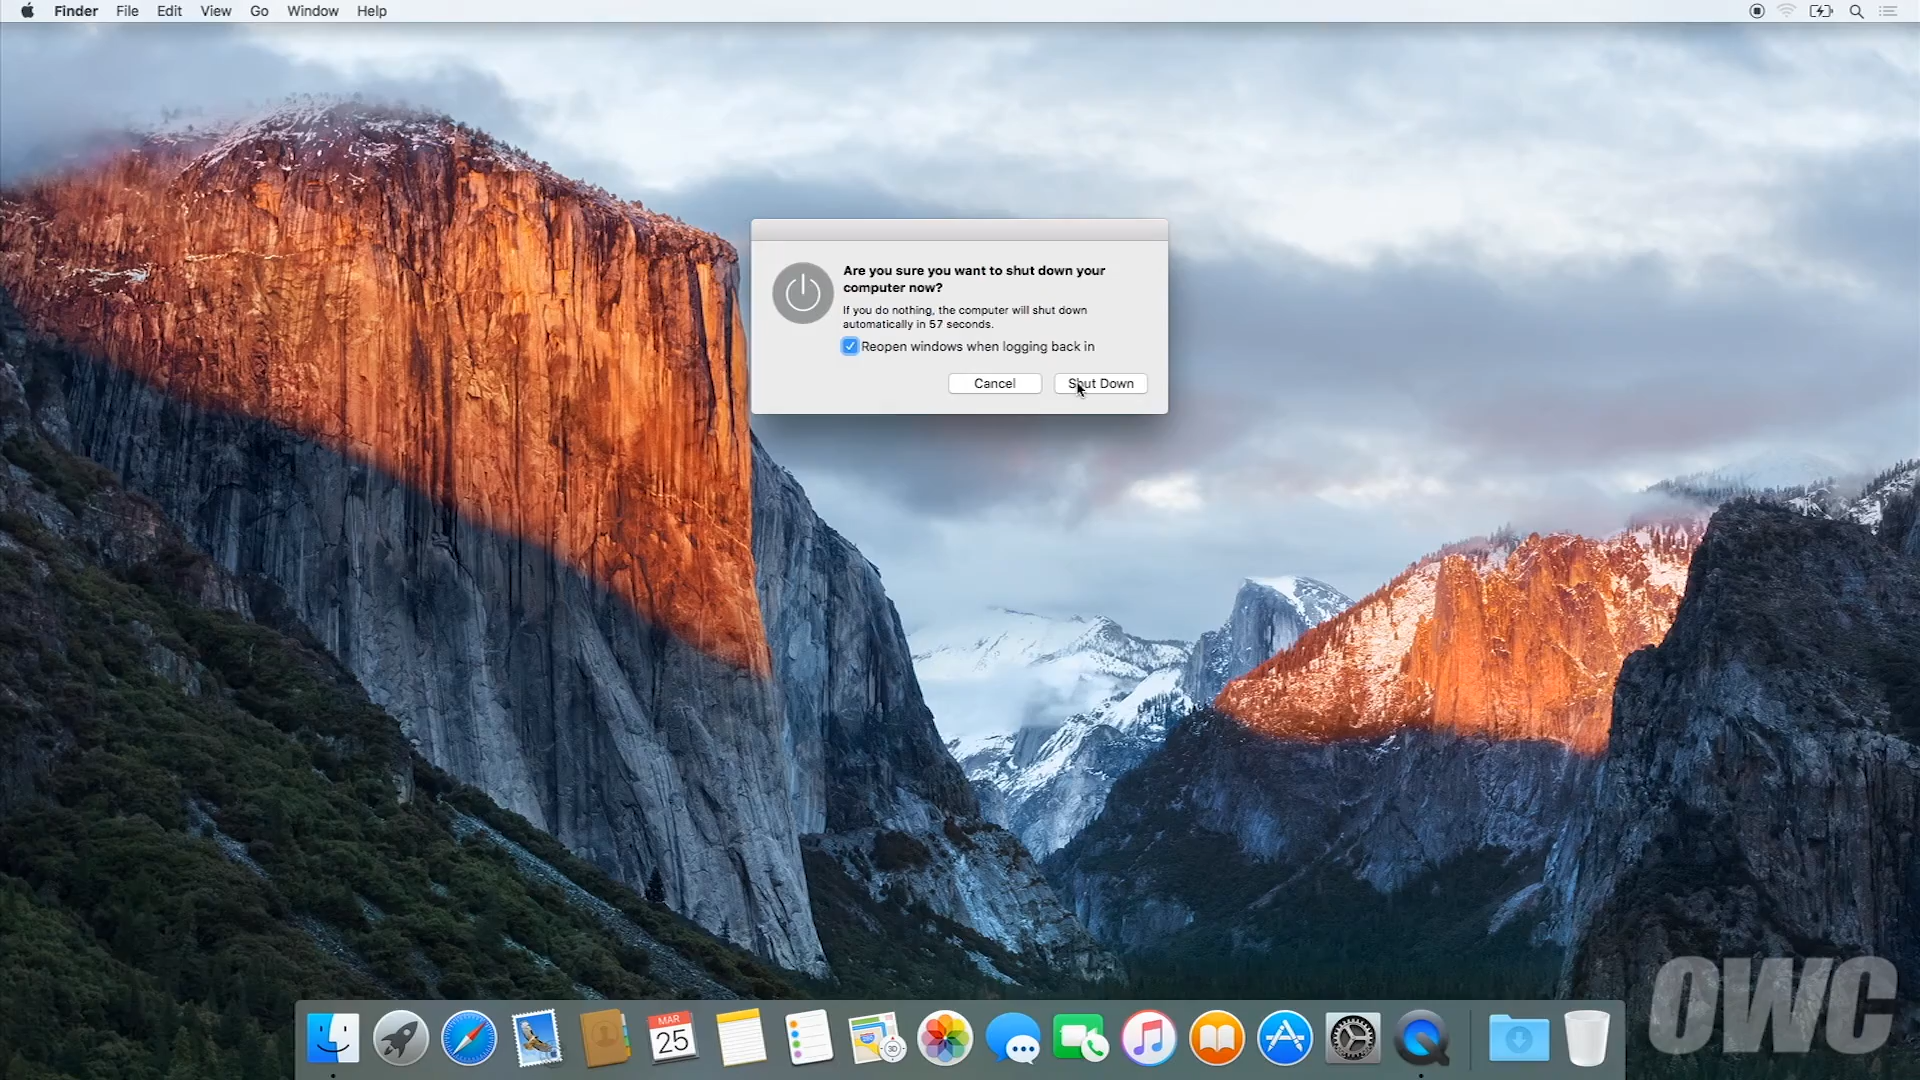 Finder File Edit View Go Window Help
Are you sure you want to shut down your
computer now?
If you do nothing, the computer will shut down
automatically in 57 seconds.
Reopen windows when logging back in
Cancel Shut Down
MAR
25
3D
OWC